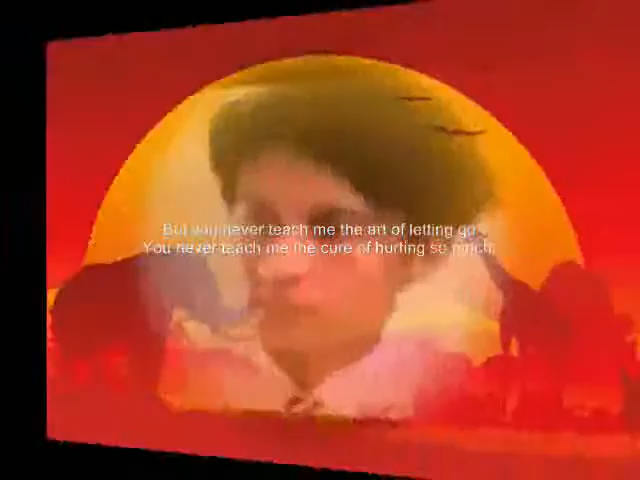 But you never teach me the art of letting go.
You never teach me the cure of hurting so much.